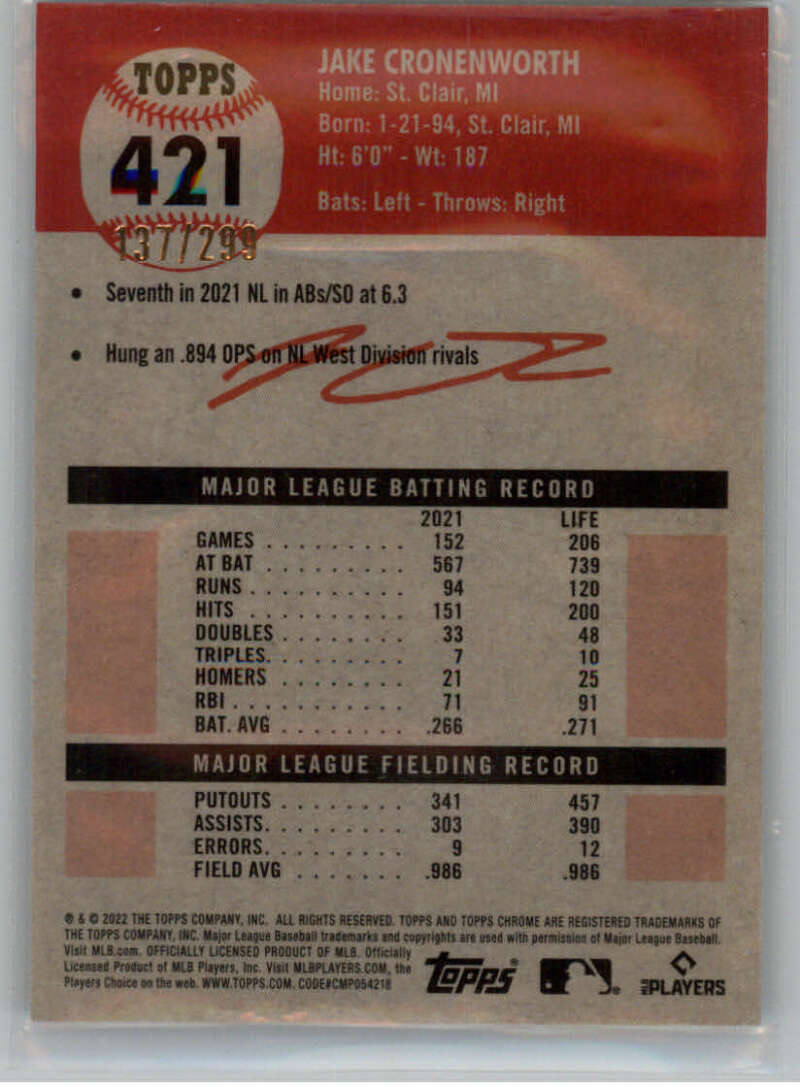 TOPPS
421
137/299
JAKE CRONENWORTH
Home: St. Clair, MI
Born: 1-21-94, St. Clair, MI
Ht: 6'0" - Wt: 187
Bats: Left - Throws: Right
• Seventh in 2021 NL in ABs/SO at 6.3
• Hung an .894 OPS on NL West Division rivals
MAJOR LEAGUE BATTING RECORD
2021 LIFE
GAMES . . . . . . . . . 152 206
AT BAT . . . . . . . . . 567 739
RUNS . . . . . . . . . . 94 120
HITS . . . . . . . . . . 151 200
DOUBLES . . . . . . . . 33 48
TRIPLES. . . . . . . . . 7 10
HOMERS . . . . . . . . 21 25
RBI . . . . . . . . . . . 71 91
BAT. AVG . . . . . . . . .266 .271
MAJOR LEAGUE FIELDING RECORD
PUTOUTS . . . . . . . . 341 457
ASSISTS. . . . . . . . . 303 390
ERRORS. . . . . . . . . 9 12
FIELD AVG . . . . . . . .986 .986
® & © 2022 THE TOPPS COMPANY, INC. ALL RIGHTS RESERVED. TOPPS AND TOPPS CHROME ARE REGISTERED TRADEMARKS OF
THE TOPPS COMPANY, INC. Major League Baseball trademarks and copyrights are used with permission of Major League Baseball.
Visit MLB.com. OFFICIALLY LICENSED PRODUCT OF MLB. Officially
Licensed Product of MLB Players, Inc. Visit MLBPLAYERS.COM, the
Players Choice on the web. WWW.TOPPS.COM. CODE#CMP054218
Topps®
MLB PLAYERS